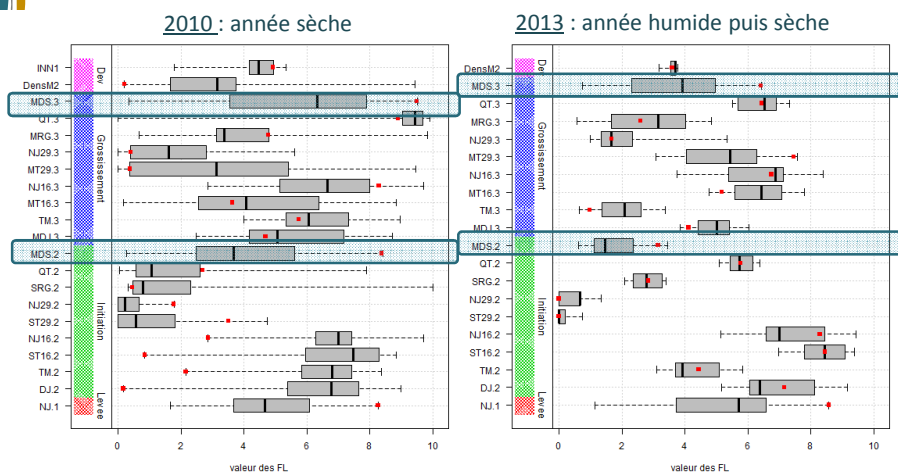 2010 : année sèche
INN1
DensM2
MDS.3
QT.3
MRG.3
NJ29.3
MT29.3
NJ16.3
MT16.3
TM.3
MDJ.3
MDS.2
QT.2
SRG.2
NJ29.2
ST29.2
NJ16.2
ST16.2
TM.2
DJ.2
NJ.1
Dev
Grossissement
Initiation
Levee
0 2 4 6 8 10
valeur des FL
2013 : année humide puis sèche
DensM2
MDS.3
QT.3
MRG.3
NJ29.3
MT29.3
NJ16.3
MT16.3
TM.3
MDJ.3
MDS.2
QT.2
SRG.2
NJ29.2
ST29.2
NJ16.2
ST16.2
TM.2
DJ.2
NJ.1
De
Grossissement
Initiation
Levee
0 2 4 6 8 10
valeur des FL